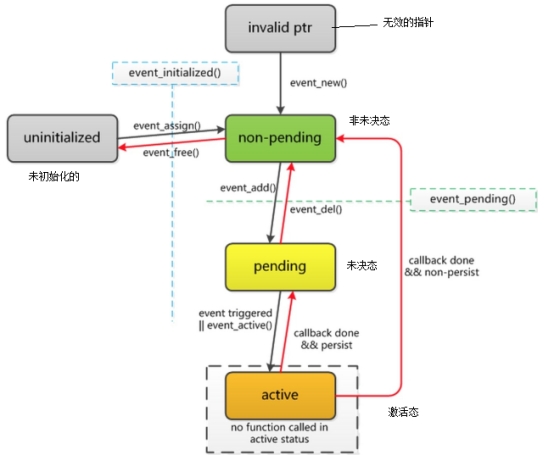 invalid ptr
无效的指针
event_initialized()
event_new()
event_assign()
uninitialized
non-pending
非未决态
event_free()
未初始化的
event_add()
event_del()
event_pending()
pending
未决态
callback done
&& non-persist
event triggered
|| event_active()
callback done
&& persist
active
激活态
no function called in
active status